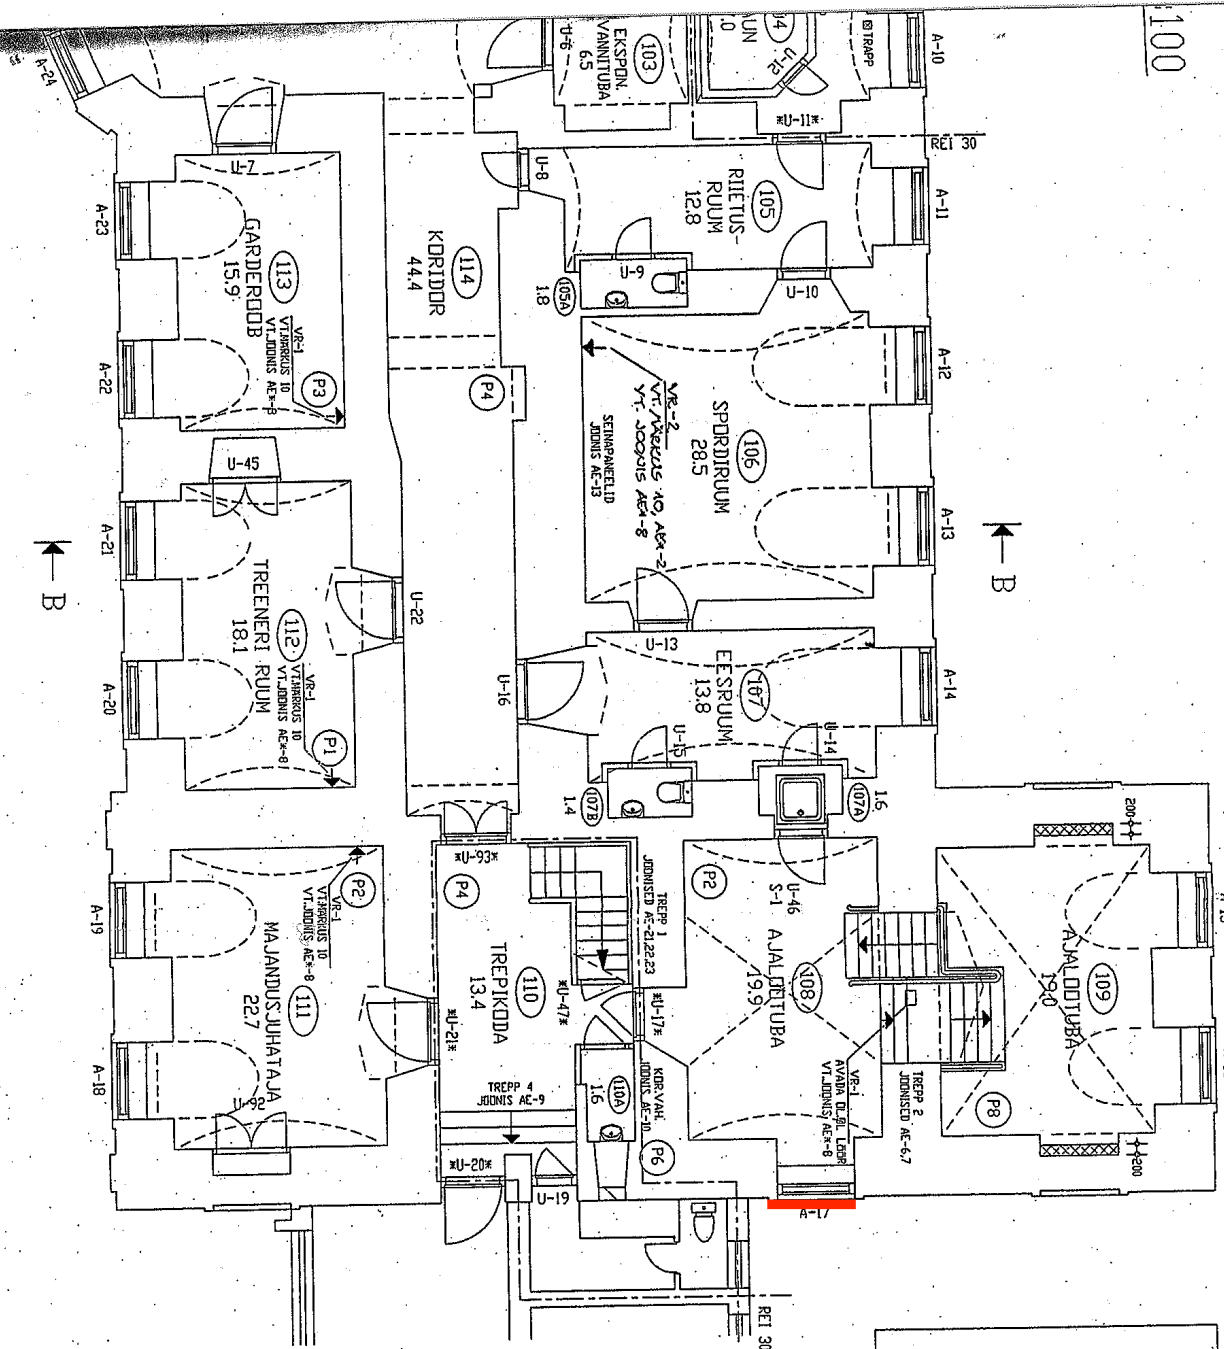 :100
A-24
U-6
103
EKSPON.
VANNITUBA
6.5
U-12
TRAPP
A-10
*U-11*
REI 30
U-7
U-8
105
RIIETUS-
RUUM
12.8
A-11
A-23
113
GARDEROOB
15.9
114
KORIDOR
44.4
U-9
105A
1.8
U-10
VR-1
VT.MÄRKUS 10
VT.JOONIS AE*-8
P3
A-22
P4
A-12
VR-2
VT. MÄRKUS 10, AE*-2
VT. JOONIS AE*-8
SEINAPANEELID
JOONIS AE-13
106
SPORDIRUUM
28.5
U-45
A-21
A-13
B
B
112
TREENERI RUUM
18.1
U-22
VR-1
VT.MÄRKUS 10
VT.JOONIS AE*-8
P1
A-20
U-13
U-16
107
EESRUUM
13.8
A-14
U-15
U-14
107B
1.4
107A
1.6
200
*U-93*
P4
TREPP 1
JOONISED AE-21,22,23
P2
U-46
S-1
P2
VR-1
VT.MÄRKUS 10
VT.JOONIS AE*-8
A-19
111
MAJANDUSJUHATAJA
22.7
110
TREPIKODA
13.4
*U-47*
*U-17*
108
AJALOOTUBA
19.9
109
AJALOOTUBA
19.0
*U-21*
A-18
U-92
TREPP 4
JOONIS AE-9
110A
1.6
KORVAH.
JOONIS AE-10
P6
VR-1
AVADA OLOL LÕÕR
VT.JOONIS AE*-8
TREPP 2
JOONISED AE-6,7
P8
200
*U-20*
U-19
A-17
REI 30